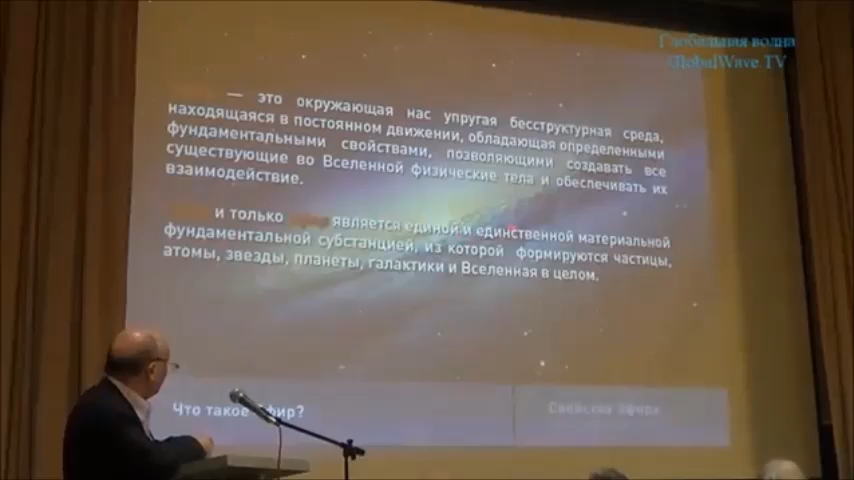 Глобальная волна
GlobalWave.TV
— это окружающая нас упругая бесструктурная среда,
находящаяся в постоянном движении, обладающая определенными
фундаментальными свойствами, позволяющими создавать все
существующие во Вселенной физические тела и обеспечивать их
взаимодействие.
и только является единой и единственной материальной
фундаментальной субстанцией, из которой формируются частицы,
атомы, звезды, планеты, галактики и Вселенная в целом.
Что такое эфир?
Свойства эфира